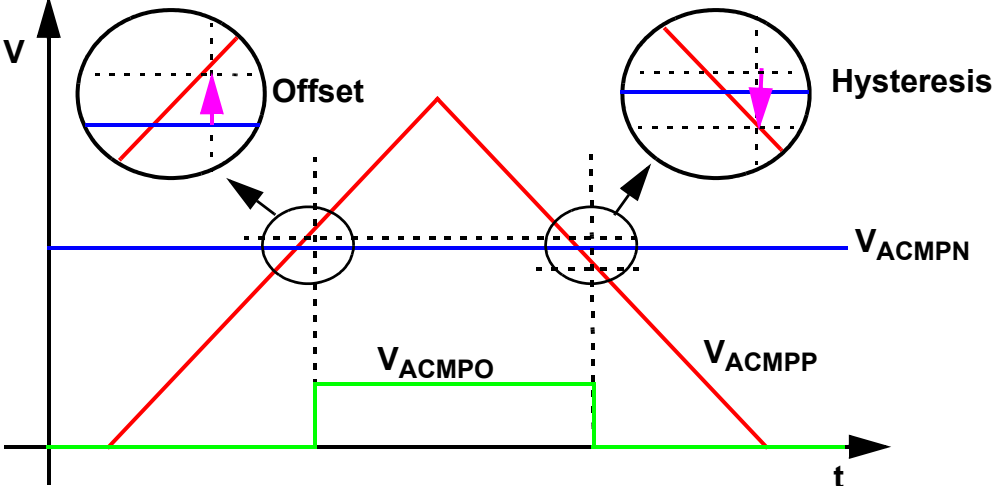 V
Offset
Hysteresis
VACMPN
VACMPO
VACMPP
t